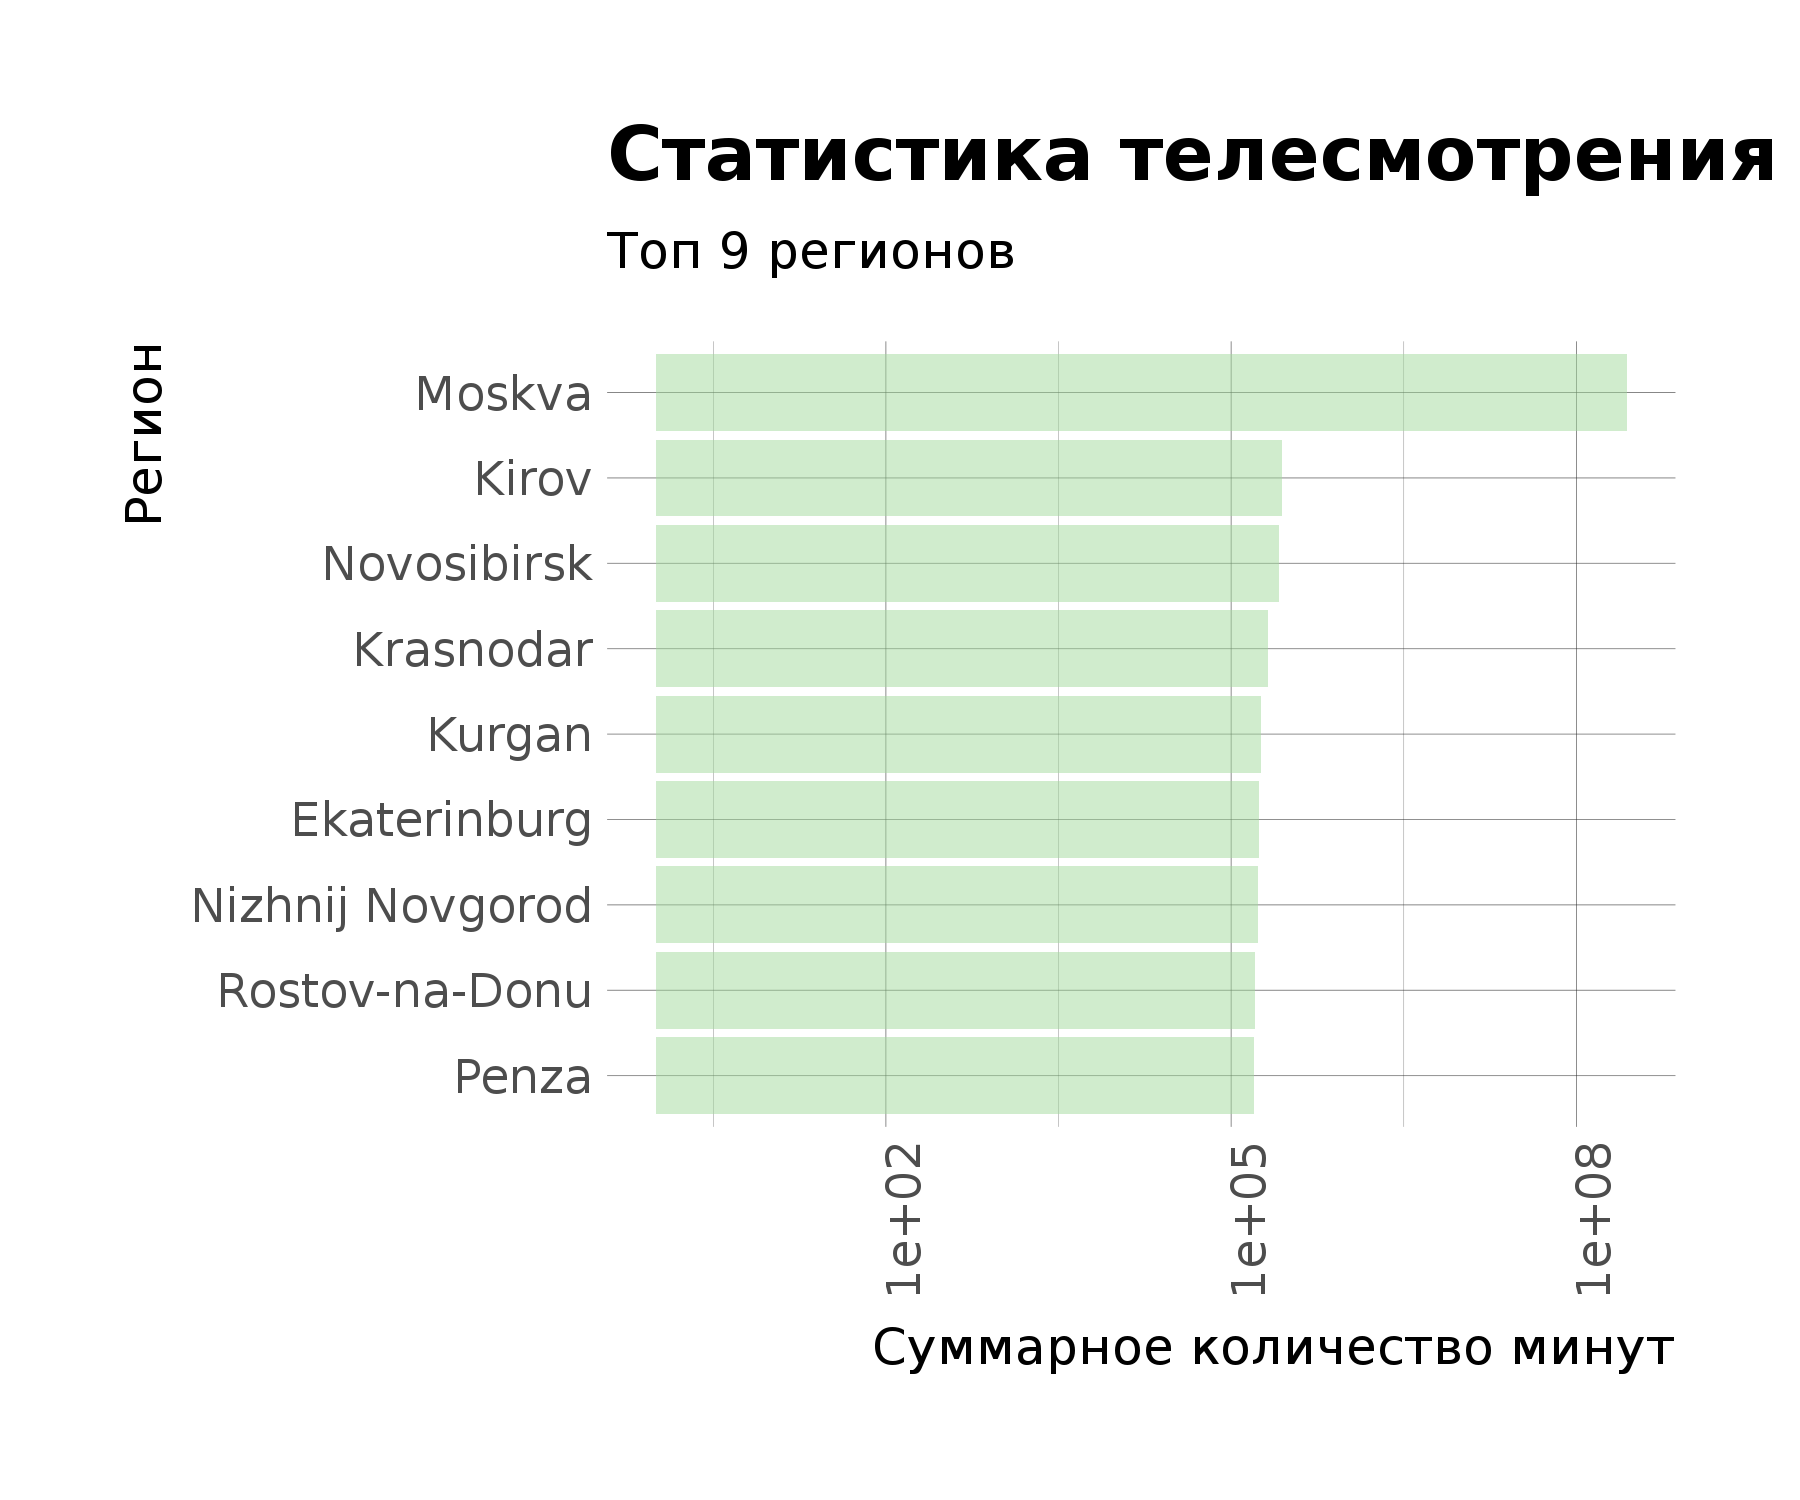 Статистика телесмотрения
Топ 9 регионов
Регион
Moskva
Kirov
Novosibirsk
Krasnodar
Kurgan
Ekaterinburg
Nizhnij Novgorod
Rostov-na-Donu
Penza
1e+02
1e+05
1e+08
Суммарное количество минут